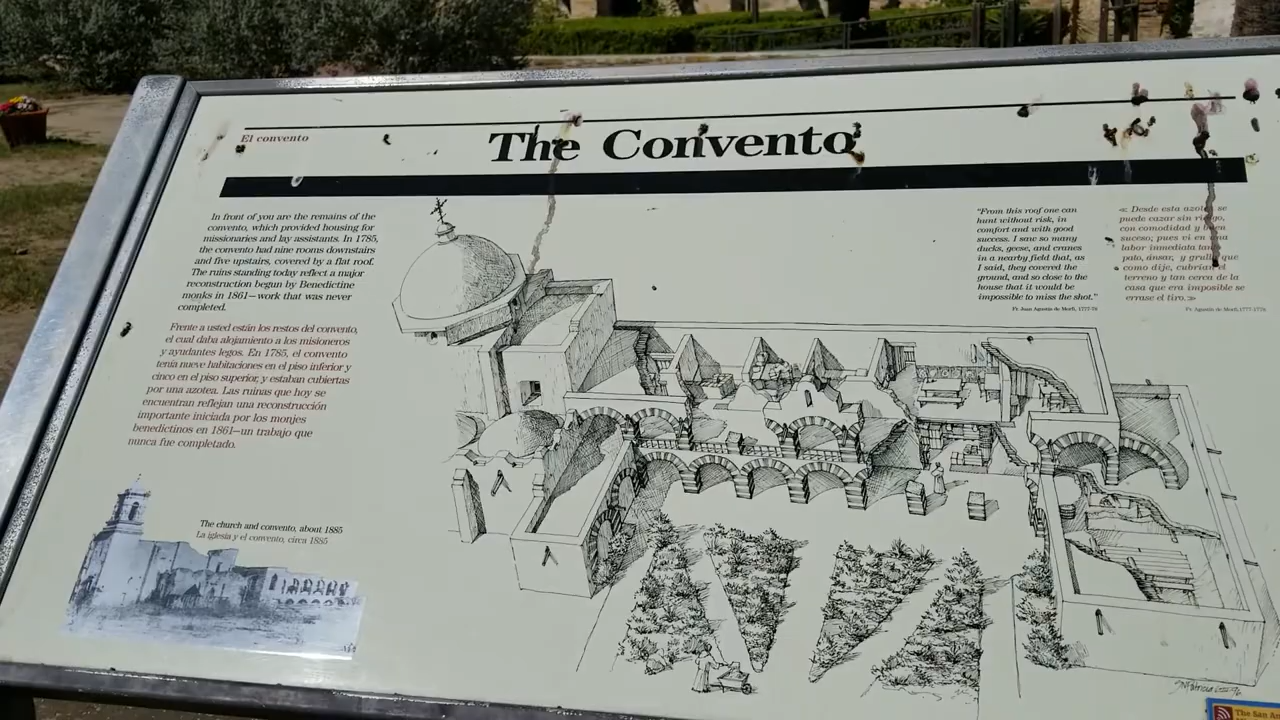 El convento
The Convento
In front of you are the remains of the
convento, which provided housing for
missionaries and lay assistants. In 1785,
the convento had nine rooms downstairs
and five upstairs, covered by a flat roof.
The ruins standing today reflect a major
reconstruction begun by Benedictine
monks in 1861—work that was never
completed.
Frente a usted están los restos del convento,
el cual daba alojamiento a los misioneros
y ayudantes legos. En 1785, el convento
tenía nueve habitaciones en el piso inferior y
cinco en el piso superior, y estaban cubiertas
por una azotea. Las ruinas que hoy se
encuentran reflejan una reconstrucción
importante iniciada por los monjes
benedictinos en 1861—un trabajo que
nunca fue completado.
The church and convento, about 1885
La iglesia y el convento, circa 1885
"From this roof one can
hunt without risk, in
comfort and with good
success. I saw so many
ducks, geese, and cranes
in a nearby field that, as
I said, they covered the
ground, and so close to the
house that it would be
impossible to miss the shot."
Fr. Juan Agustín de Morfi, 1777-78
« Desde esta azotea se
puede cazar sin riesgo,
con comodidad y buen
suceso; pues vi en una
labor inmediata tanto
pato, ánsar, y grulla que
como dije, cubrían el
terreno y tan cerca de la
casa que era imposible se
errase el tiro.»
Fr. Agustín de Morfi, 1777-1778
The San An